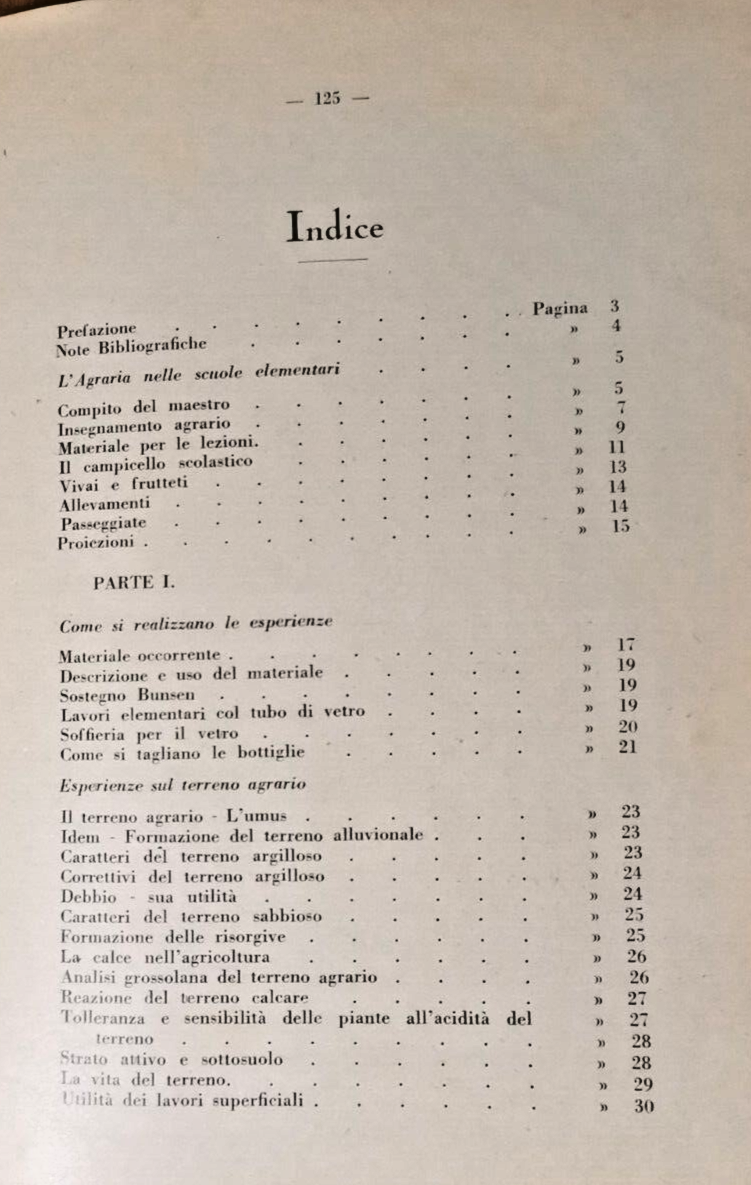 — 125 —
Indice
Prefazione . . . . . . . . . Pagina 3
Note Bibliografiche . . . . . . . » 4
L'Agraria nelle scuole elementari . . . . » 5
Compito del maestro . . . . . . . » 5
Insegnamento agrario . . . . . . . » 7
Materiale per le lezioni. . . . . . . » 9
Il campicello scolastico . . . . . . » 11
Vivai e frutteti . . . . . . . . » 13
Allevamenti . . . . . . . . . » 14
Passeggiate . . . . . . . . . » 14
Proiezioni . . . . . . . . . . » 15
PARTE I.
Come si realizzano le esperienze
Materiale occorrente . . . . . . . . » 17
Descrizione e uso del materiale . . . . . » 19
Sostegno Bunsen . . . . . . . . » 19
Lavori elementari col tubo di vetro . . . . » 19
Soffieria per il vetro . . . . . . . » 20
Come si tagliano le bottiglie . . . . . » 21
Esperienze sul terreno agrario
Il terreno agrario - L'umus . . . . . . » 23
Idem - Formazione del terreno alluvionale . . . » 23
Caratteri del terreno argilloso . . . . . » 23
Correttivi del terreno argilloso . . . . . » 24
Debbio - sua utilità . . . . . . . » 24
Caratteri del terreno sabbioso . . . . . » 25
Formazione delle risorgive . . . . . . » 25
La calce nell'agricoltura . . . . . . » 26
Analisi grossolana del terreno agrario . . . . » 26
Reazione del terreno calcare . . . . . » 27
Tolleranza e sensibilità delle piante all'acidità del » 27
terreno . . . . . . . . . » 28
Strato attivo e sottosuolo . . . . . . » 28
La vita del terreno. . . . . . . . » 29
Utilità dei lavori superficiali . . . . . . » 30